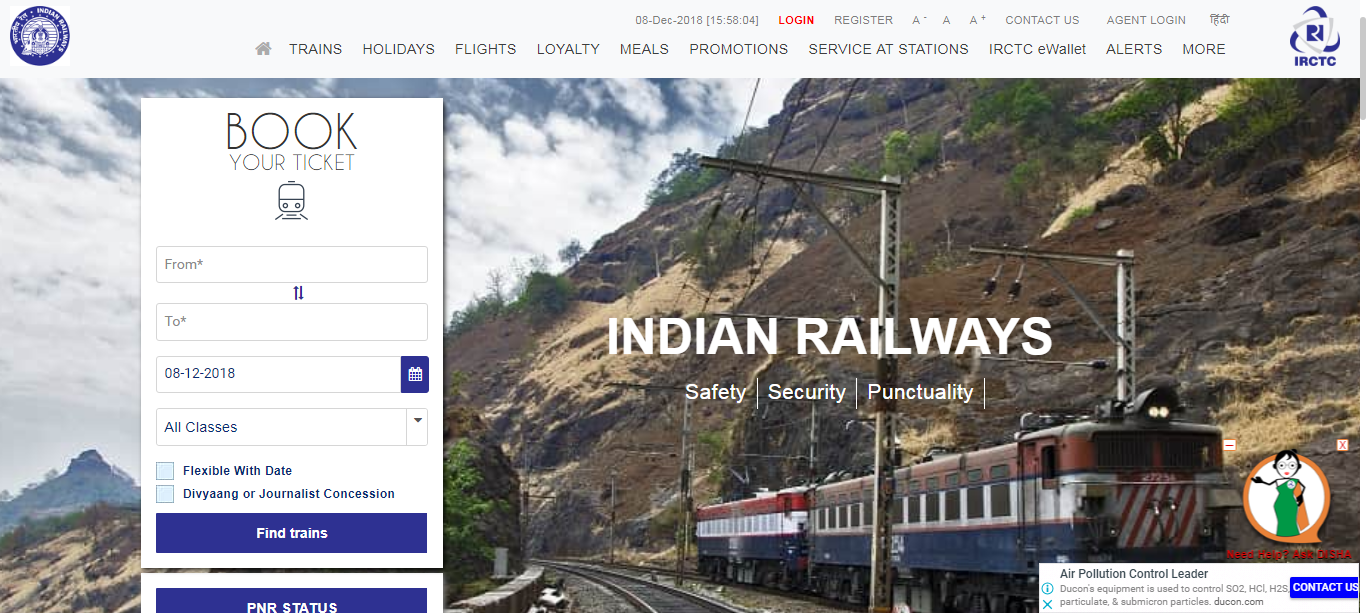 INDIAN RAILWAYS
08-Dec-2018 [15:58:04] LOGIN REGISTER A - A A + CONTACT US AGENT LOGIN हिंदी
TRAINS HOLIDAYS FLIGHTS LOYALTY MEALS PROMOTIONS SERVICE AT STATIONS IRCTC eWallet ALERTS MORE
IRCTC
BOOK
YOUR TICKET
From*
To*
08-12-2018
All Classes
Flexible With Date
Divyaang or Journalist Concession
Find trains
PNR STATUS
INDIAN RAILWAYS
Safety Security Punctuality
Need Help? Ask DISHA
Air Pollution Control Leader
Ducon's equipment is used to control SO2, HCl, H2S,
particulate, & submicron particles. ducon.com
CONTACT US